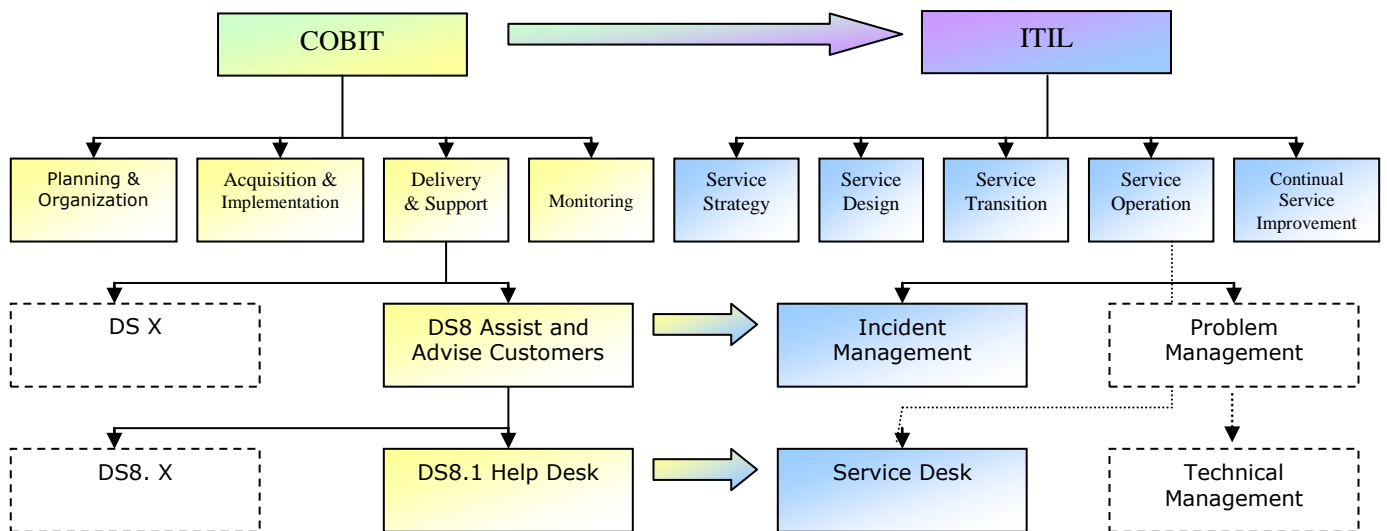 COBIT
ITIL
Planning &
Organization
Acquisition &
Implementation
Delivery
& Support
Monitoring
Service
Strategy
Service
Design
Service
Transition
Service
Operation
Continual
Service
Improvement
DS X
DS8 Assist and
Advise Customers
Incident
Management
Problem
Management
DS8. X
DS8.1 Help Desk
Service Desk
Technical
Management